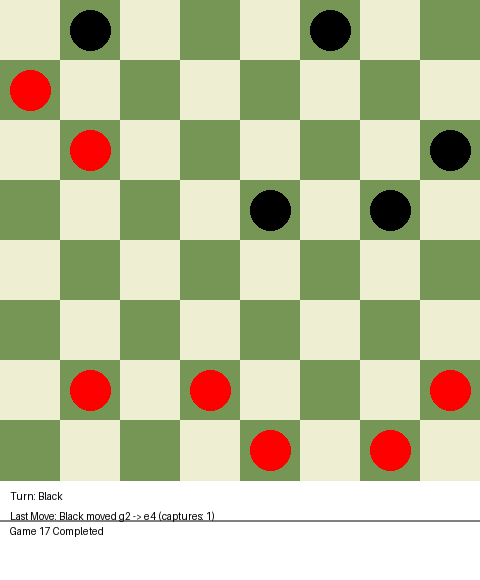 Turn: Black
Last Move: Black moved g2 -> e4 (captures: 1)
Game 17 Completed